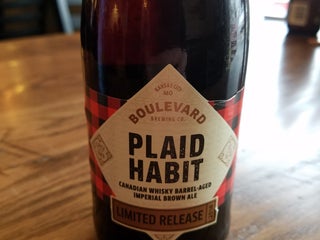 KANSAS CITY
MO
BOULEVARD
BREWING CO.
PLAID
HABIT
CANADIAN WHISKY BARREL-AGED
IMPERIAL BROWN ALE
LIMITED RELEASE